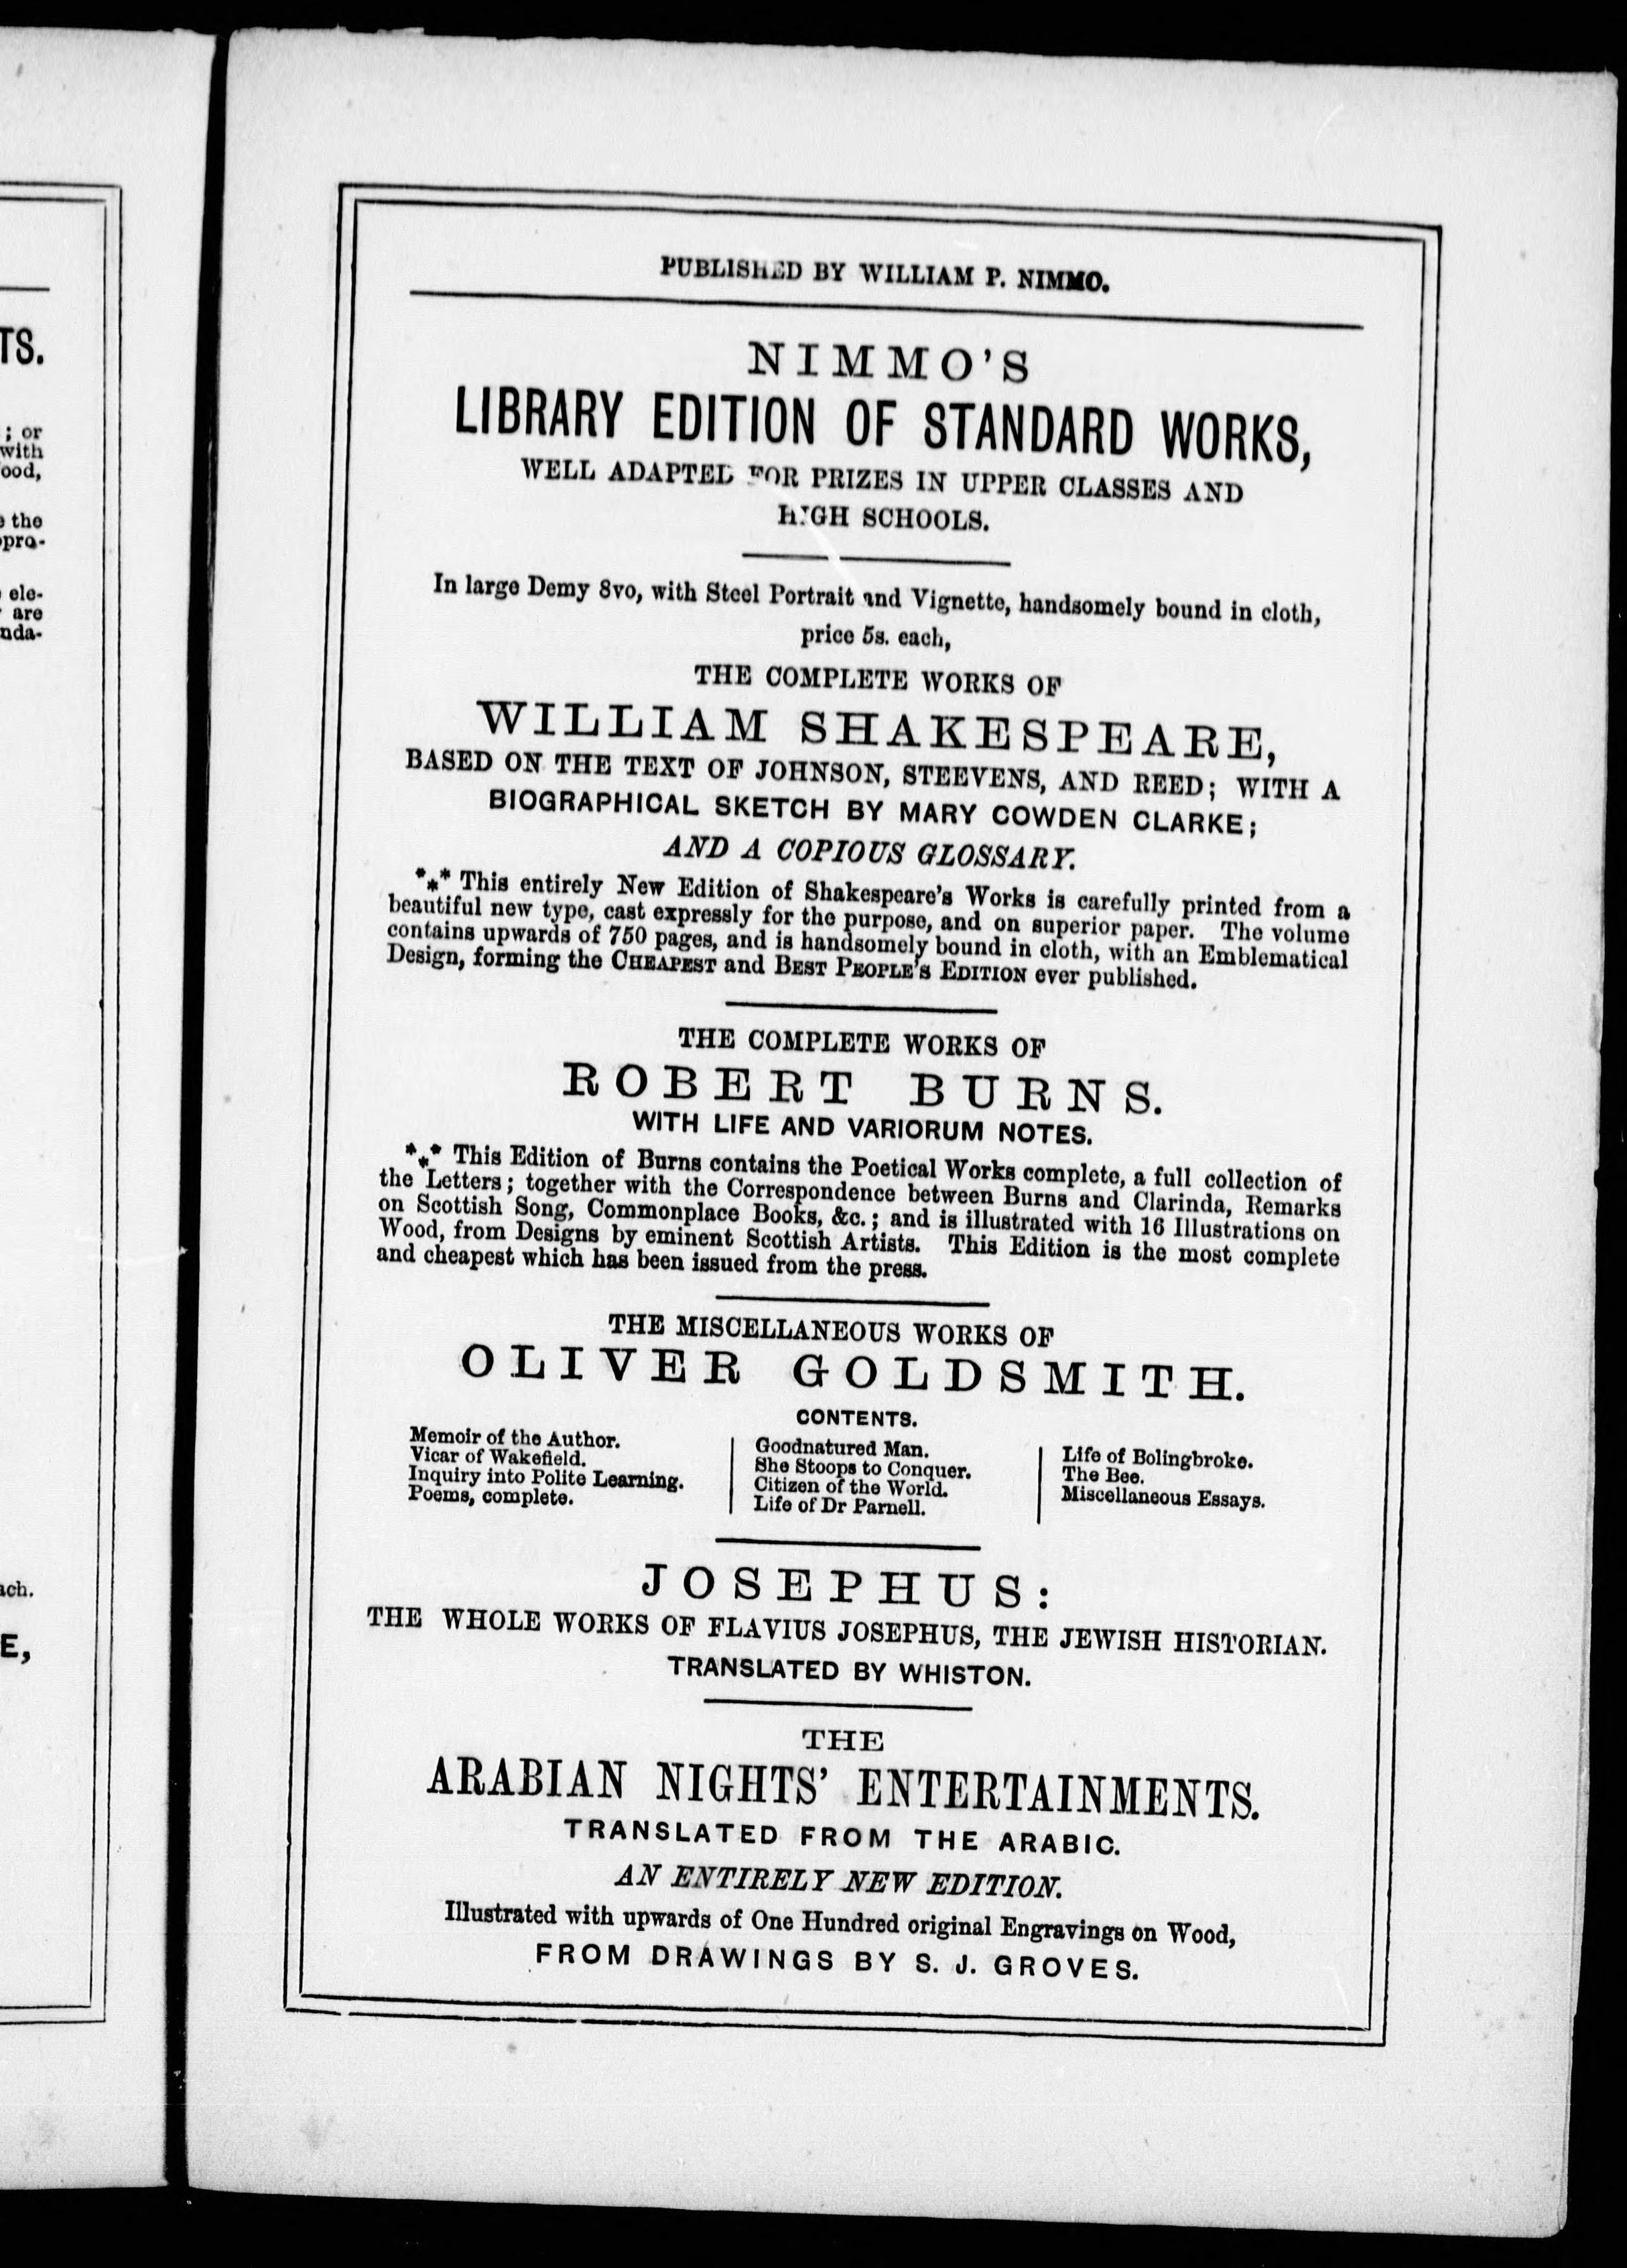 TS.
; or
with
ood,
the
pro-
ele-
are
nda-
ach.
E,
PUBLISHED BY WILLIAM P. NIMMO.
NIMMO'S
LIBRARY EDITION OF STANDARD WORKS,
WELL ADAPTED FOR PRIZES IN UPPER CLASSES AND
HIGH SCHOOLS.
In large Demy 8vo, with Steel Portrait and Vignette, handsomely bound in cloth,
price 5s. each,
THE COMPLETE WORKS OF
WILLIAM SHAKESPEARE,
BASED ON THE TEXT OF JOHNSON, STEEVENS, AND REED; WITH A
BIOGRAPHICAL SKETCH BY MARY COWDEN CLARKE;
AND A COPIOUS GLOSSARY.
*** This entirely New Edition of Shakespeare's Works is carefully printed from a
beautiful new type, cast expressly for the purpose, and on superior paper. The volume
contains upwards of 750 pages, and is handsomely bound in cloth, with an Emblematical
Design, forming the CHEAPEST and BEST PEOPLE'S EDITION ever published.
THE COMPLETE WORKS OF
ROBERT BURNS.
WITH LIFE AND VARIORUM NOTES.
*** This Edition of Burns contains the Poetical Works complete, a full collection of
the Letters; together with the Correspondence between Burns and Clarinda, Remarks
on Scottish Song, Commonplace Books, &c.; and is illustrated with 16 Illustrations on
Wood, from Designs by eminent Scottish Artists. This Edition is the most complete
and cheapest which has been issued from the press.
THE MISCELLANEOUS WORKS OF
OLIVER GOLDSMITH.
CONTENTS.
Memoir of the Author.
Vicar of Wakefield.
Inquiry into Polite Learning.
Poems, complete.
Goodnatured Man.
She Stoops to Conquer.
Citizen of the World.
Life of Dr Parnell.
Life of Bolingbroke.
The Bee.
Miscellaneous Essays.
JOSEPHUS:
THE WHOLE WORKS OF FLAVIUS JOSEPHUS, THE JEWISH HISTORIAN.
TRANSLATED BY WHISTON.
THE
ARABIAN NIGHTS' ENTERTAINMENTS.
TRANSLATED FROM THE ARABIC.
AN ENTIRELY NEW EDITION.
Illustrated with upwards of One Hundred original Engravings on Wood,
FROM DRAWINGS BY S. J. GROVES.